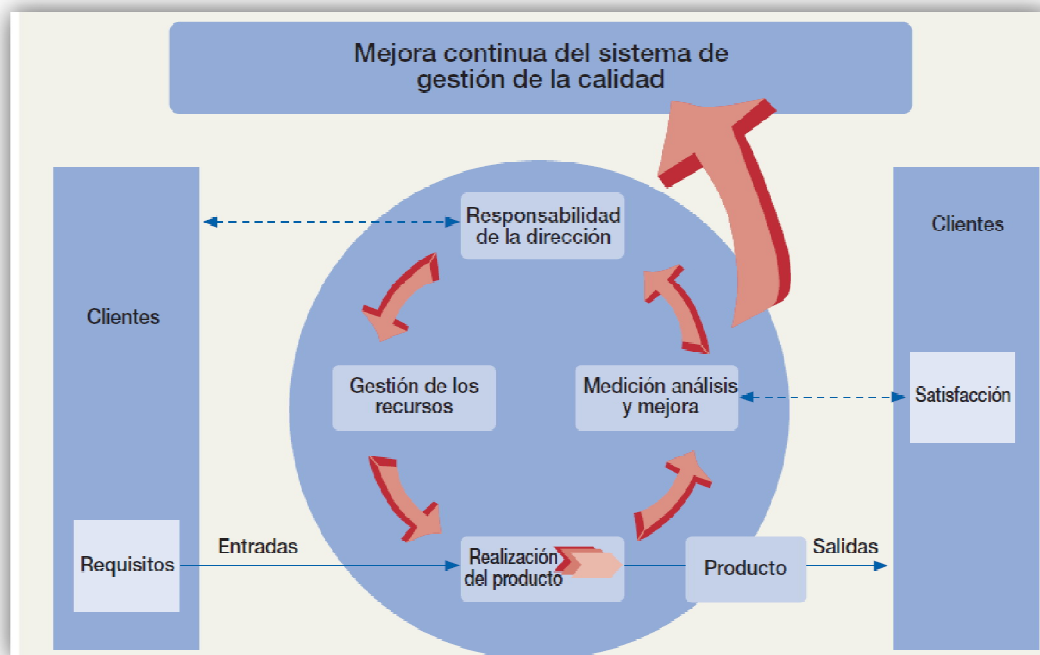 Mejora continua del sistema de
gestión de la calidad
Responsabilidad
de la dirección
Clientes
Clientes
Gestión de los
recursos
Medición análisis
y mejora
Satisfacción
Requisitos
Entradas
Realización
del producto
Producto
Salidas